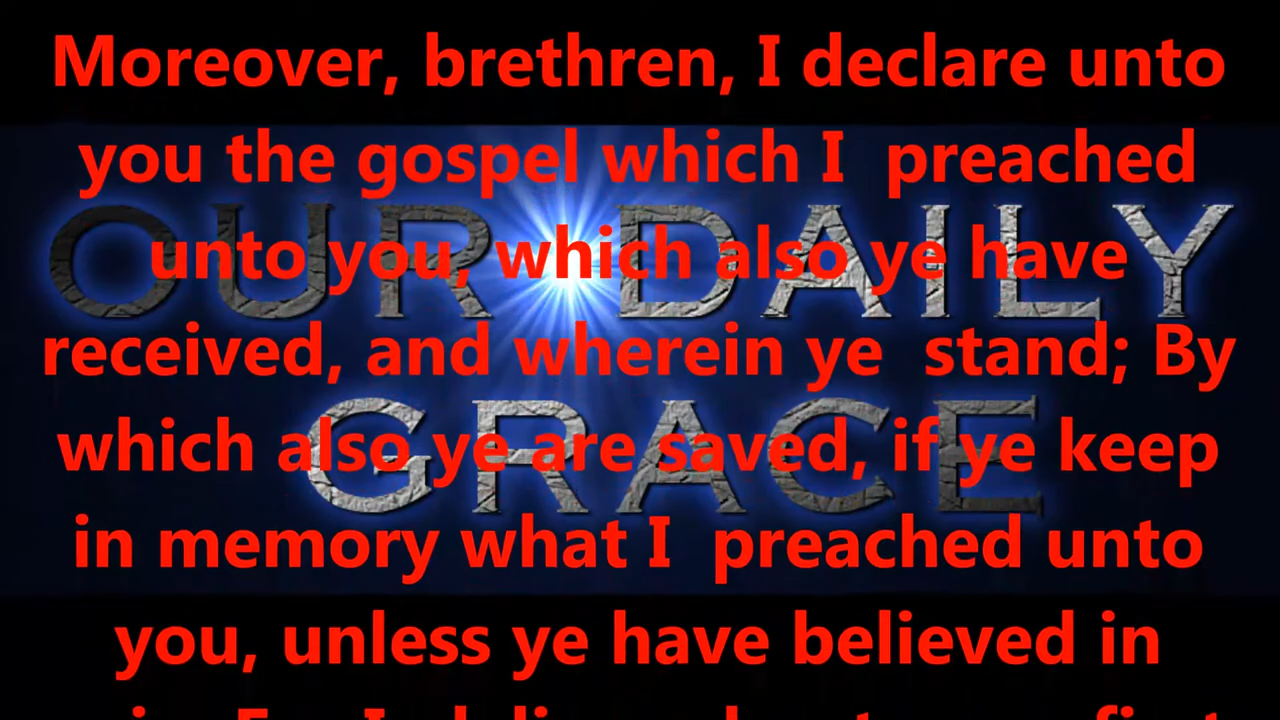 Moreover, brethren, I declare unto
you the gospel which I preached
OUR DAILY
unto you, which also ye have
received, and wherein ye stand; By
GRACE
which also ye are saved, if ye keep
in memory what I preached unto
you, unless ye have believed in